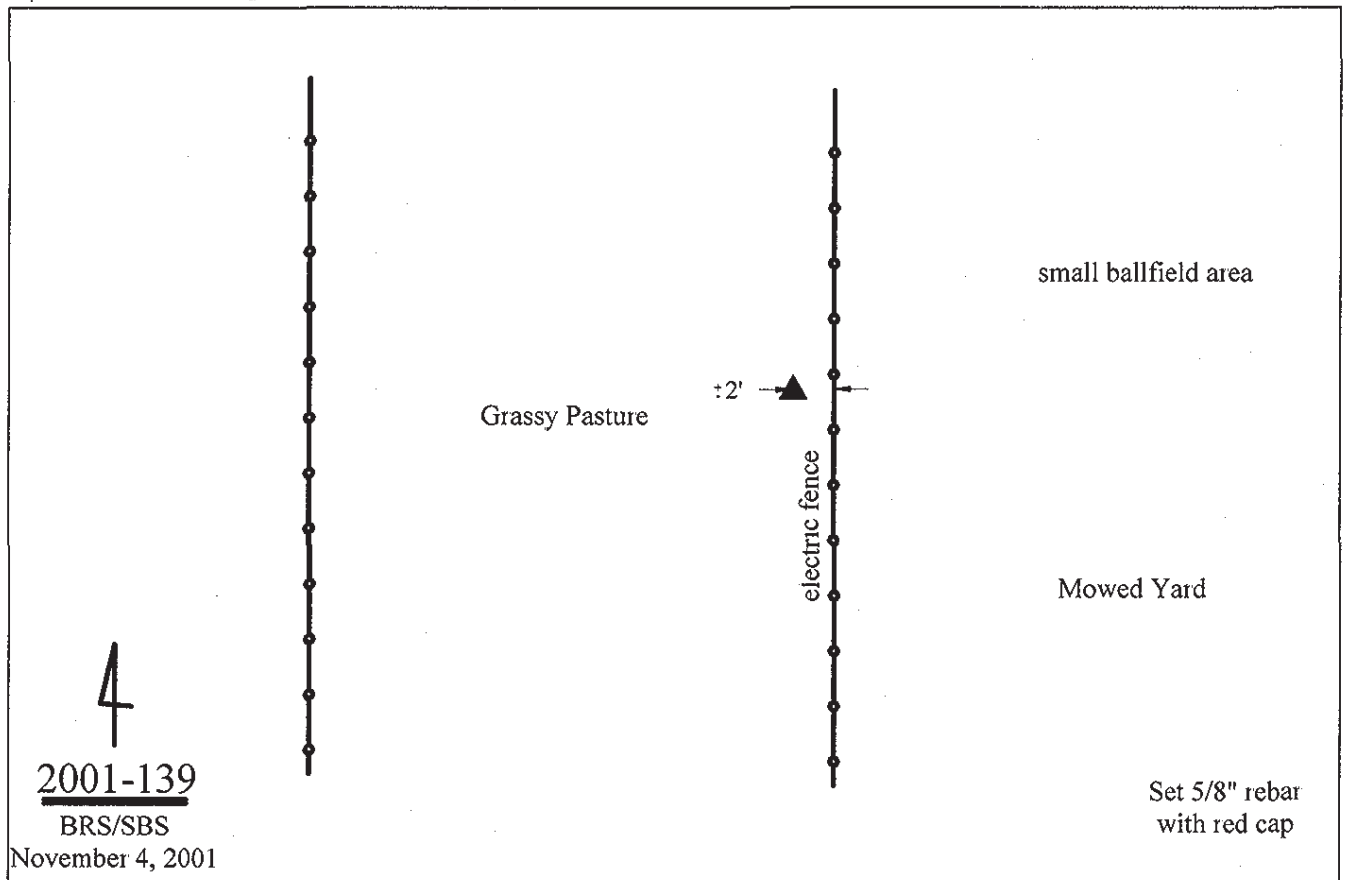 small ballfield area
±2'
Grassy Pasture
electric fence
Mowed Yard
2001-139
BRS/SBS
November 4, 2001
Set 5/8" rebar
with red cap